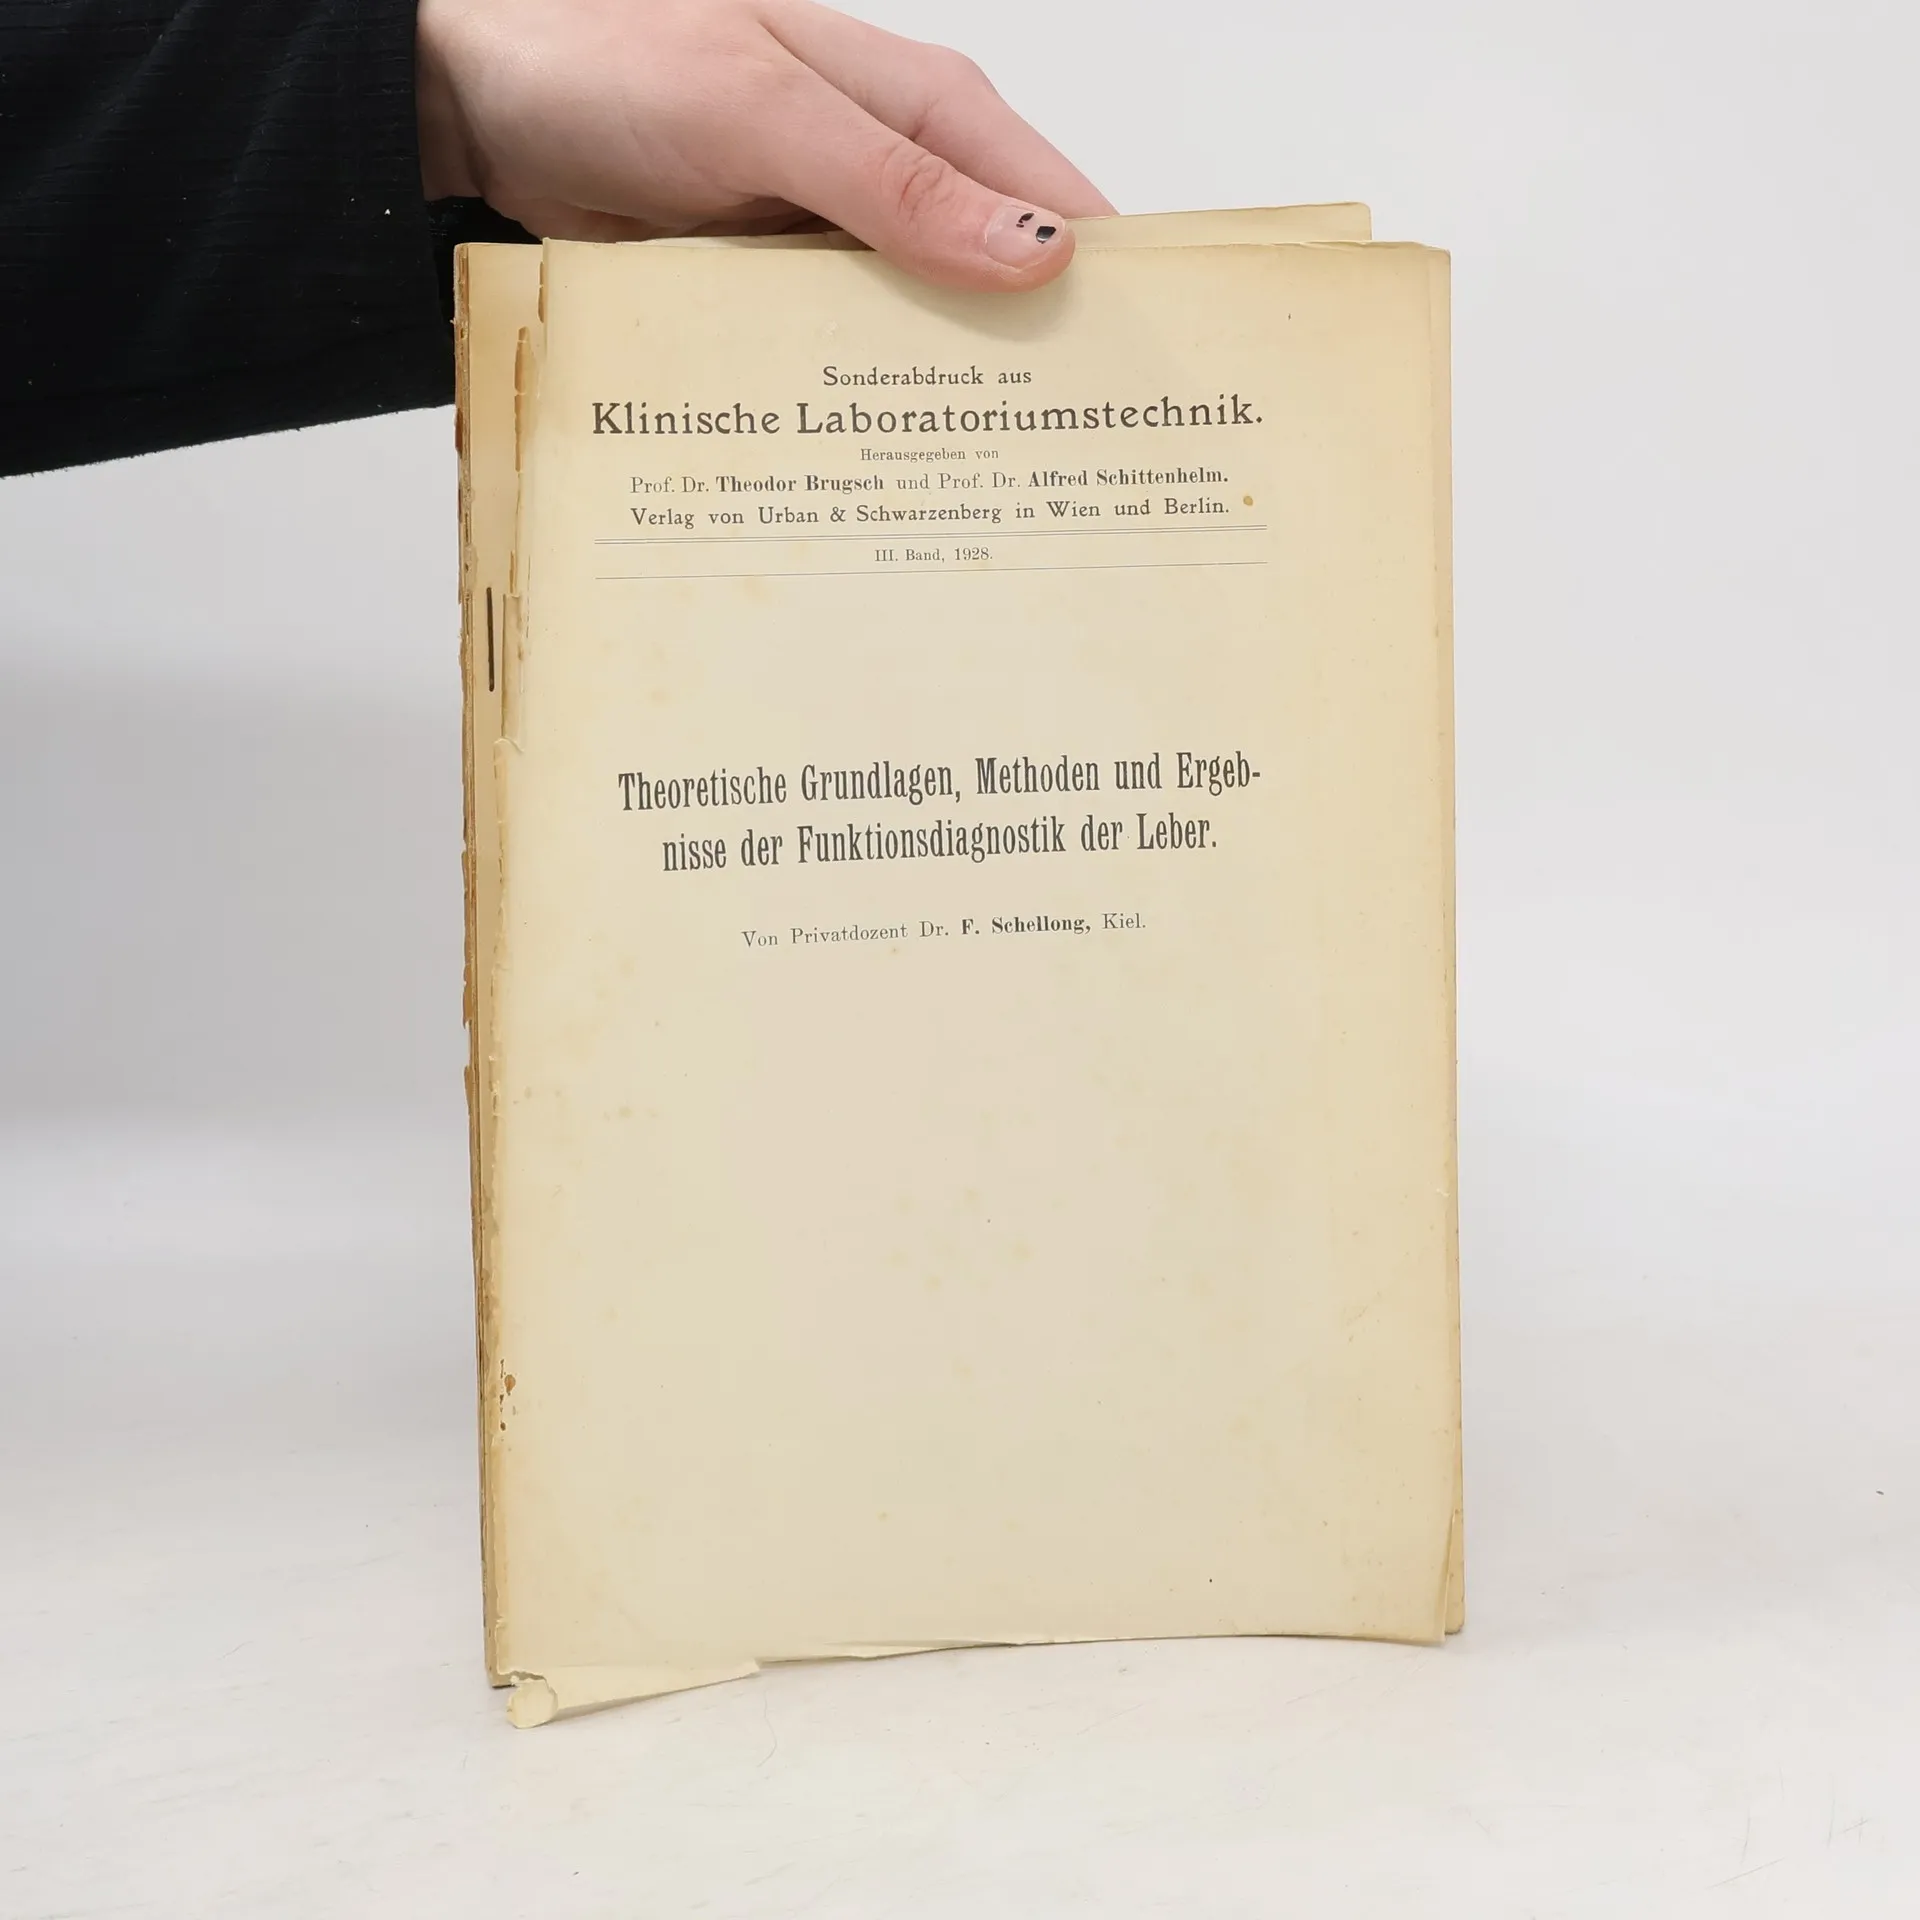 Sonderabdruck aus
Klinische Laboratoriumstechnik.
Herausgegeben von
Prof. Dr. Theodor Brugsch und Prof. Dr. Alfred Schittenhelm.
Verlag von Urban & Schwarzenberg in Wien und Berlin.
III. Band, 1928.
Theoretische Grundlagen, Methoden und Ergeb-
nisse der Funktionsdiagnostik der Leber.
Von Privatdozent Dr. F. Schellong, Kiel.